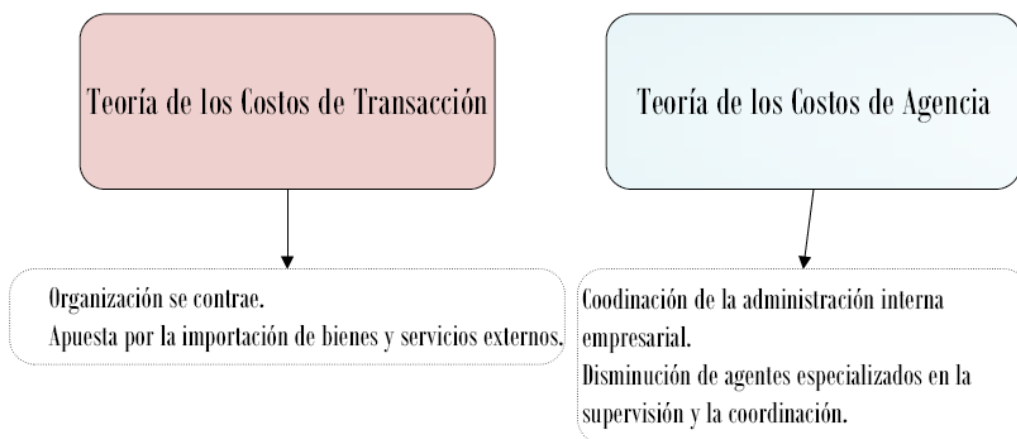 Teoría de los Costos de Transacción
Teoría de los Costos de Agencia
Organización se contrae.
Apuesta por la importación de bienes y servicios externos.
Coodinación de la administración interna
empresarial.
Disminución de agentes especializados en la
supervisión y la coordinación.